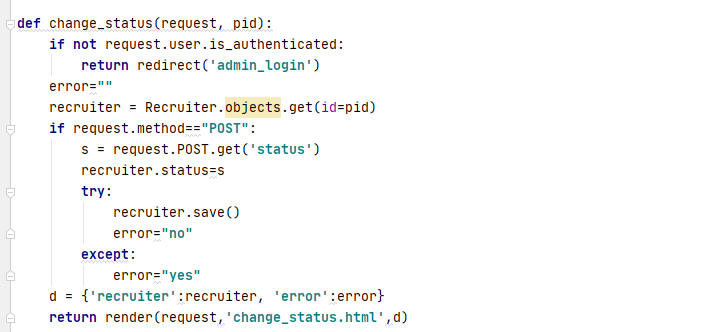 def change_status(request, pid):
    if not request.user.is_authenticated:
        return redirect('admin_login')
    error=""
    recruiter = Recruiter.objects.get(id=pid)
    if request.method=="POST":
        s = request.POST.get('status')
        recruiter.status=s
        try:
            recruiter.save()
            error="no"
        except:
            error="yes"
    d = {'recruiter':recruiter, 'error':error}
    return render(request,'change_status.html',d)